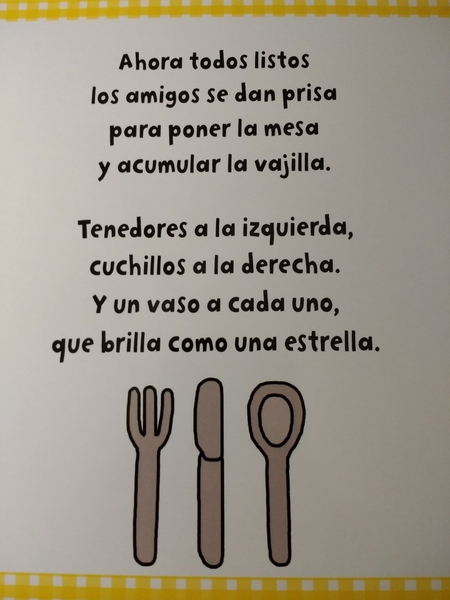 Ahora todos listos
los amigos se dan prisa
para poner la mesa
y acumular la vajilla.
Tenedores a la izquierda,
cuchillos a la derecha.
Y un vaso a cada uno,
que brilla como una estrella.